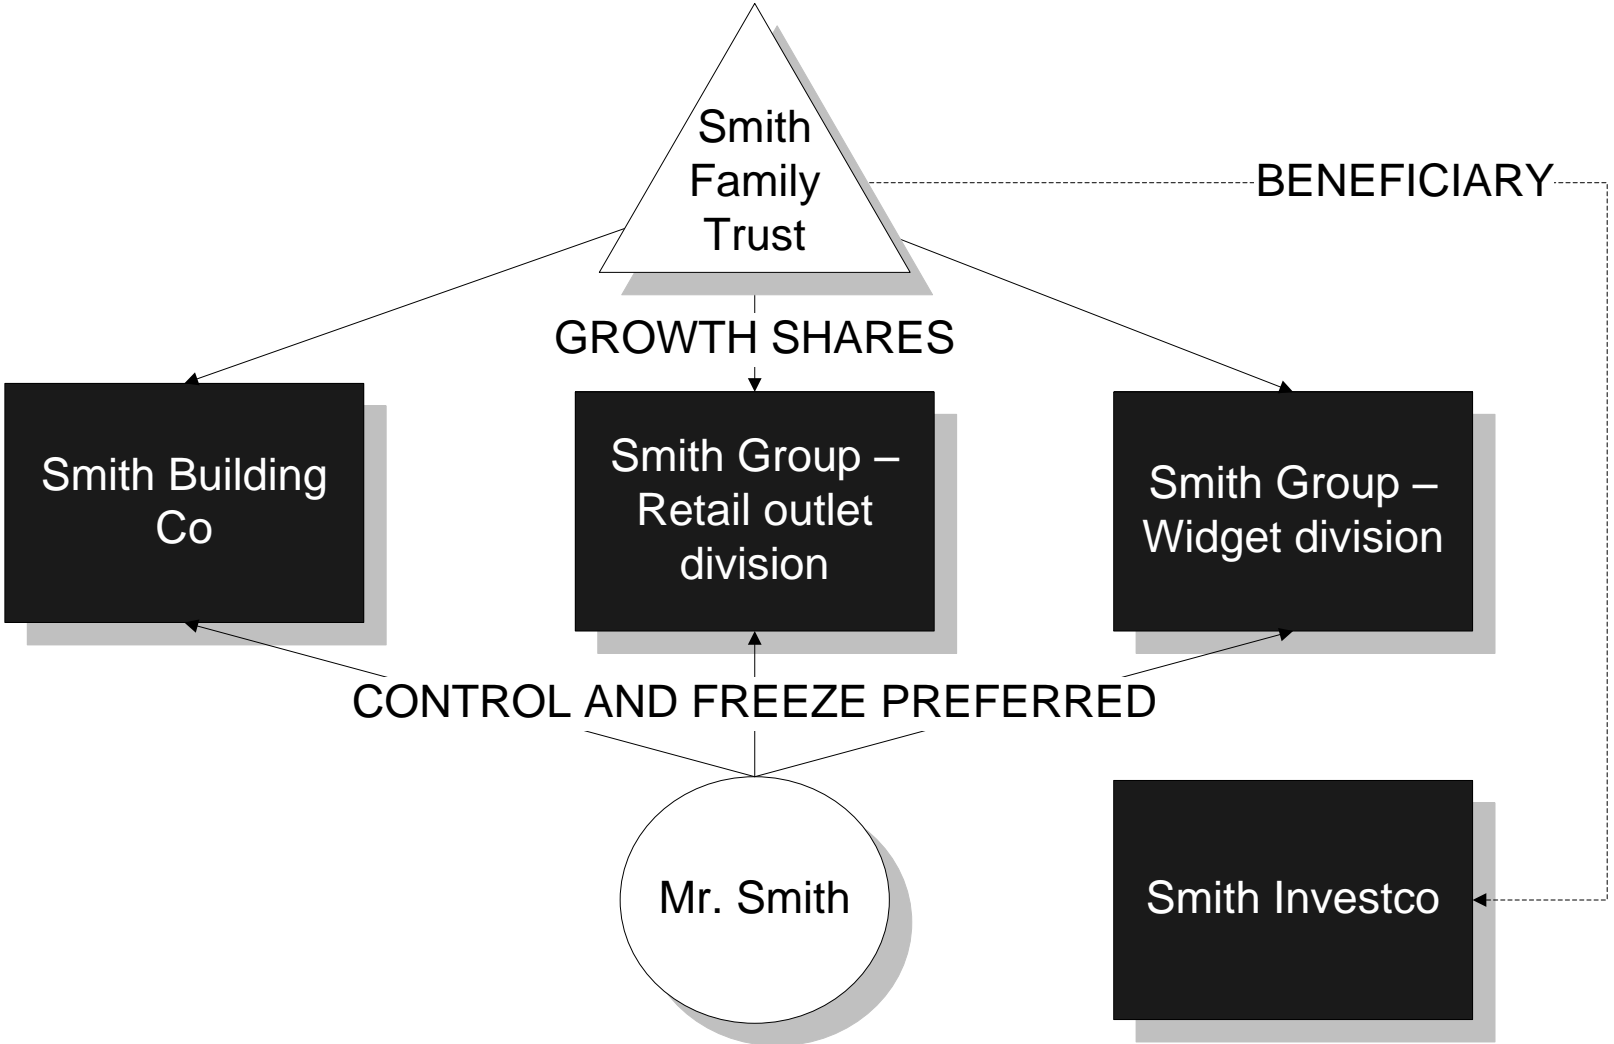 Smith
Family
Trust
BENEFICIARY
GROWTH SHARES
Smith Building
Co
Smith Group –
Retail outlet
division
Smith Group –
Widget division
CONTROL AND FREEZE PREFERRED
Mr. Smith
Smith Investco